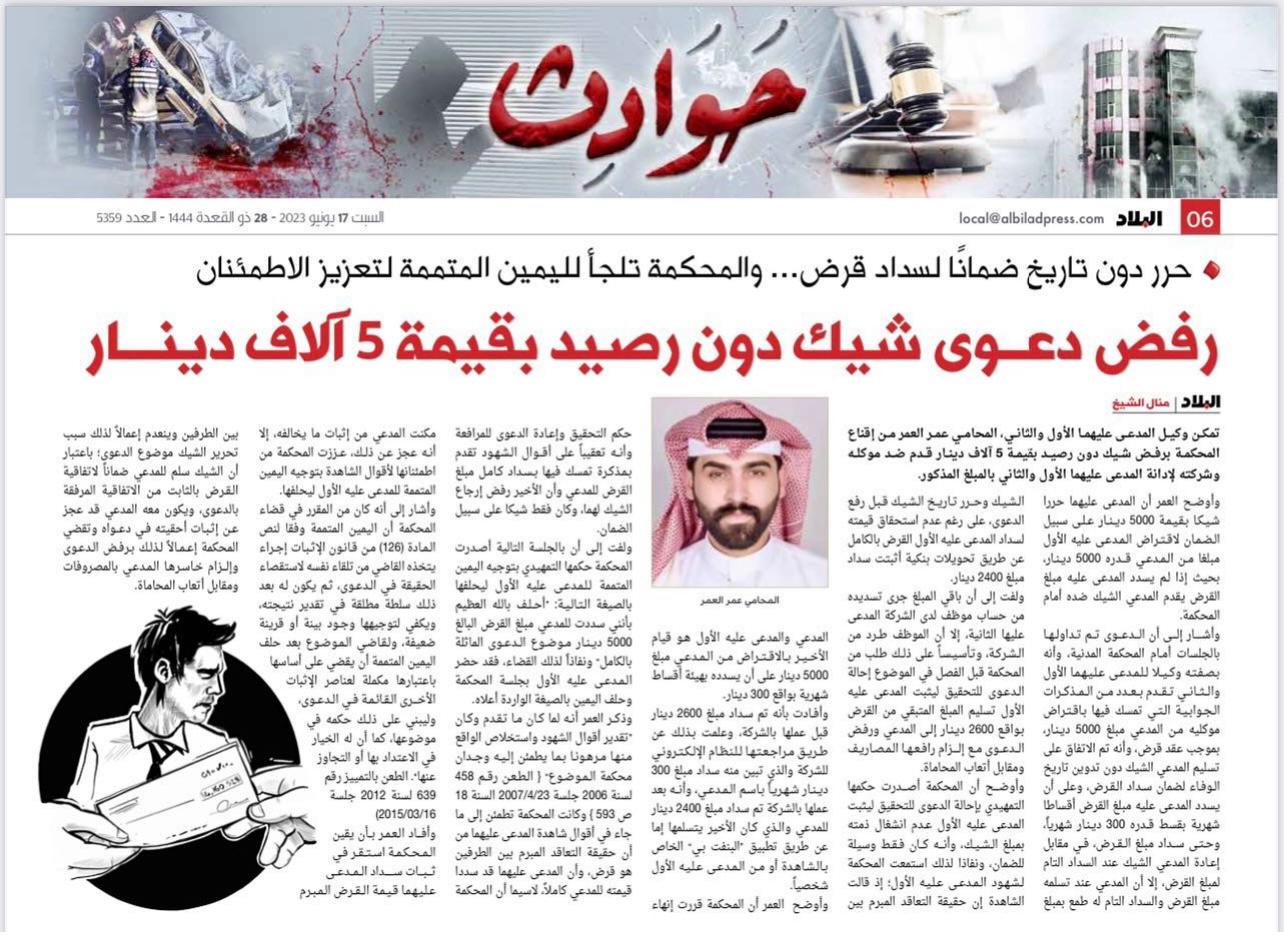 حوادث
06
البلاد
local@albiladpress.com
السبت 17 يونيو 2023 - 28 ذو القعدة 1444 - العدد 5359
حرر دون تاريخ ضمانًا لسداد قرض... والمحكمة تلجأ لليمين المتممة لتعزيز الاطمئنان
رفض دعوى شيك دون رصيد بقيمة 5 آلاف دينار
البلاد | منال الشيخ
تمكن وكيل المدعى عليهما الأول والثاني، المحامي عمر العمر من إقناع
المحكمة برفض شيك دون رصيد بقيمة 5 آلاف دينار قدم ضد موكله
وشركته لإدانة المدعى عليهما الأول والثاني بالمبلغ المذكور.
وأوضح العمر أن المدعى عليهما حررا
شيكا بقيمة 5000 دينار على سبيل
الضمان لاقتراض المدعى عليه الأول
مبلغا من المدعي قدره 5000 دينار،
بحيث إذا لم يسدد المدعى عليه مبلغ
القرض يقدم المدعي الشيك ضده أمام
المحكمة.
وأشار إلى أن الدعوى تم تداولها
بالجلسات أمام المحكمة المدنية، وأنه
بصفته وكيلا للمدعى عليهما الأول
والثاني تقدم بعدد من المذكرات
الجوابية التي تمسك فيها باقتراض
موكليه من المدعي مبلغ 5000 دينار،
بموجب عقد قرض، وأنه تم الاتفاق على
تسليم المدعي الشيك دون تدوين تاريخ
الوفاء لضمان سداد القرض، وعلى أن
يسدد المدعى عليه مبلغ القرض أقساطا
شهرية بقسط قدره 300 دينار شهرياً،
وحتى سداد مبلغ القرض، في مقابل
إعادة المدعي الشيك عند السداد التام
لمبلغ القرض، إلا أن المدعي عند تسلمه
مبلغ القرض والسداد التام له طمع بمبلغ
الشيك وحرر تاريخ الشيك قبل رفع
الدعوى، على رغم عدم استحقاق قيمته
لسداد المدعى عليه الأول القرض بالكامل
عن طريق تحويلات بنكية أثبتت سداد
مبلغ 2400 دينار.
ولفت إلى أن باقي المبلغ جرى تسديده
من حساب موظف لدى الشركة المدعى
عليها الثانية، إلا أن الموظف طرد من
الشركة، وتأسيساً على ذلك طلب من
المحكمة قبل الفصل في الموضوع إحالة
الدعوى للتحقيق ليثبت المدعى عليه
الأول تسليم المبلغ المتبقي من القرض
بواقع 2600 دينار إلى المدعي ورفض
الدعوى مع إلزام رافعها المصاريف
ومقابل أتعاب المحاماة.
وأوضح أن المحكمة أصدرت حكمها
التمهيدي بإحالة الدعوى للتحقيق ليثبت
المدعى عليه الأول عدم انشغال ذمته
بمبلغ الشيك، وأنه كان فقط وسيلة
للضمان، ونفاذا لذلك استمعت المحكمة
لشهود المدعى عليه الأول؛ إذ قالت
الشاهدة إن حقيقة التعاقد المبرم بين
المحامي عمر العمر
المدعي والمدعى عليه الأول هو قيام
الأخير بالاقتراض من المدعي مبلغ
5000 دينار على أن يسدده بهيئة أقساط
شهرية بواقع 300 دينار.
وأفادت بأنه تم سداد مبلغ 2600 دينار
قبل عملها بالشركة، وعلمت بذلك عن
طريق مراجعتها للنظام الإلكتروني
للشركة والذي تبين منه سداد مبلغ 300
دينار شهرياً باسم المدعي، وأنه بعد
عملها بالشركة تم سداد مبلغ 2400 دينار
للمدعي والذي كان الأخير يتسلمها إما
عن طريق تطبيق "البنفت بي" الخاص
بالشاهدة أو من المدعى عليه الأول
شخصياً.
وأوضح العمر أن المحكمة قررت إنهاء
حكم التحقيق وإعادة الدعوى للمرافعة
وأنه تعقيباً على أقوال الشهود تقدم
بمذكرة تمسك فيها بسداد كامل مبلغ
القرض للمدعي وأن الأخير رفض إرجاع
الشيك لهما، وكان فقط شيكا على سبيل
الضمان.
ولفت إلى أن بالجلسة التالية أصدرت
المحكمة حكمها التمهيدي بتوجيه اليمين
المتممة للمدعى عليه الأول ليحلفها
بالصيغة التالية: "أحلف بالله العظيم
بأنني سددت للمدعي مبلغ القرض البالغ
5000 دينار موضوع الدعوى الماثلة
بالكامل" ونفاذاً لذلك القضاء، فقد حضر
المدعى عليه الأول بجلسة المحكمة
وحلف اليمين بالصيغة الواردة أعلاه.
وذكر العمر أنه لما كان ما تقدم وكان
"تقدير أقوال الشهود واستخلاص الواقع
منها مرهونا بما يطمئن إليه وجدان
محكمة الموضوع" { الطعن رقم 458
لسنة 2006 جلسة 2007/4/23 السنة 18
ص 593 } وكانت المحكمة تطمئن إلى ما
جاء في أقوال شاهدة المدعى عليهما من
أن حقيقة التعاقد المبرم بين الطرفين
هو قرض، وأن المدعى عليهما قد سددا
قيمته للمدعي كاملاً، لاسيما أن المحكمة
مكنت المدعي من إثبات ما يخالفه، إلا
أنه عجز عن ذلك، عززت المحكمة من
اطمئنانها لأقوال الشاهدة بتوجيه اليمين
المتممة للمدعى عليه الأول ليحلفها.
وأشار إلى أنه كان من المقرر في قضاء
المحكمة أن اليمين المتممة وفقا لنص
المادة (126) من قانون الإثبات إجراء
يتخذه القاضي من تلقاء نفسه لاستقصاء
الحقيقة في الدعوى، ثم يكون له بعد
ذلك سلطة مطلقة في تقدير نتيجته،
ويكفي لتوجيهها وجود بينة أو قرينة
ضعيفة، ولقاضي الموضوع بعد حلف
اليمين المتممة أن يقضي على أساسها
باعتبارها مكملة لعناصر الإثبات
الأخرى القائمة في الدعوى،
وليبني على ذلك حكمه في
موضوعها، كما أن له الخيار
في الاعتداد بها أو التجاوز
عنها". الطعن بالتمييز رقم
639 لسنة 2012 جلسة
2015/03/16)
وأفاد العمر بأن يقين
المحكمة استقر في
ثبات سداد المدعى
عليهما قيمة القرض المبرم
بين الطرفين وينعدم إعمالاً لذلك سبب
تحرير الشيك موضوع الدعوى؛ باعتبار
أن الشيك سلم للمدعي ضماناً لاتفاقية
القرض بالثابت من الاتفاقية المرفقة
بالدعوى، ويكون معه المدعي قد عجز
عن إثبات أحقيته في دعواه وتقضي
المحكمة إعمالاً لذلك برفض الدعوى
وإلزام خاسرها المدعي بالمصروفات
ومقابل أتعاب المحاماة.